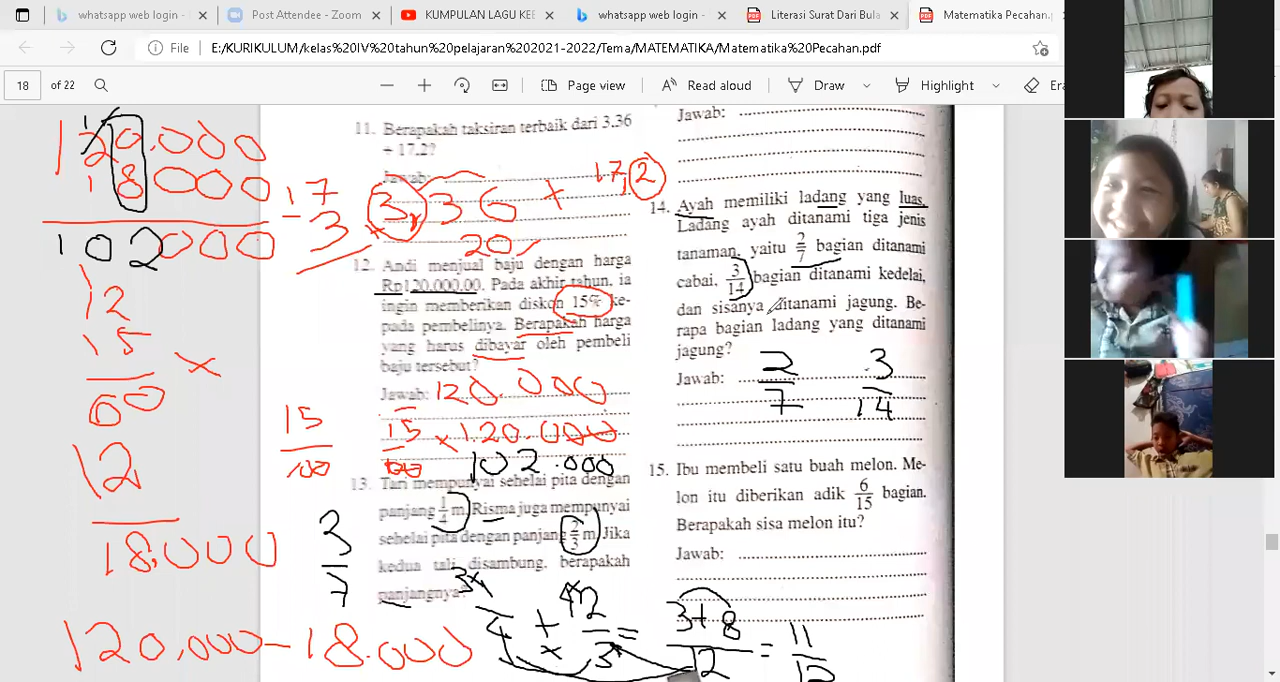 whatsapp web login -
Post Attendee - Zoom
KUMPULAN LAGU KEB
whatsapp web login -
Literasi Surat Dari Bula
Matematika Pecahan.p
File
E:/KURIKULUM/kelas%20IV%20tahun%20pelajaran%202021-2022/Tema/MATEMATIKA/Matematika%20Pecahan.pdf
18 of 22
Page view
Read aloud
Draw
Highlight
Era
120.000
18000
102000
12
15 ×
60
12
18.000
120.000 - 18.000
17
- 3
11. Berapakah taksiran terbaik dari 3.36
+ 17.2?
Jawab:
3,36 + 17,2
20
12. Andi menjual baju dengan harga
Rp120.000.00. Pada akhir tahun, ia
ingin memberikan diskon 15% ke-
pada pembelinya. Berapakah harga
yang harus dibayar oleh pembeli
baju tersebut?
Jawab: 120.000
15/100
15/100 × 120.000
102.000
13. Tari mempunyai sehelai pita dengan
panjang 1/4 m. Risma juga mempunyai
sehelai pita dengan panjang 2/3 m. Jika
kedua tali disambung, berapakah
panjangnya?
3/7
3+8/12 = 11/12
Jawab:
14. Ayah memiliki ladang yang luas.
Ladang ayah ditanami tiga jenis
tanaman, yaitu 2/7 bagian ditanami
cabai, 3/14 bagian ditanami kedelai,
dan sisanya ditanami jagung. Be-
rapa bagian ladang yang ditanami
jagung?
Jawab: 2/7 3/14
15. Ibu membeli satu buah melon. Me-
lon itu diberikan adik 6/15 bagian.
Berapakah sisa melon itu?
Jawab: